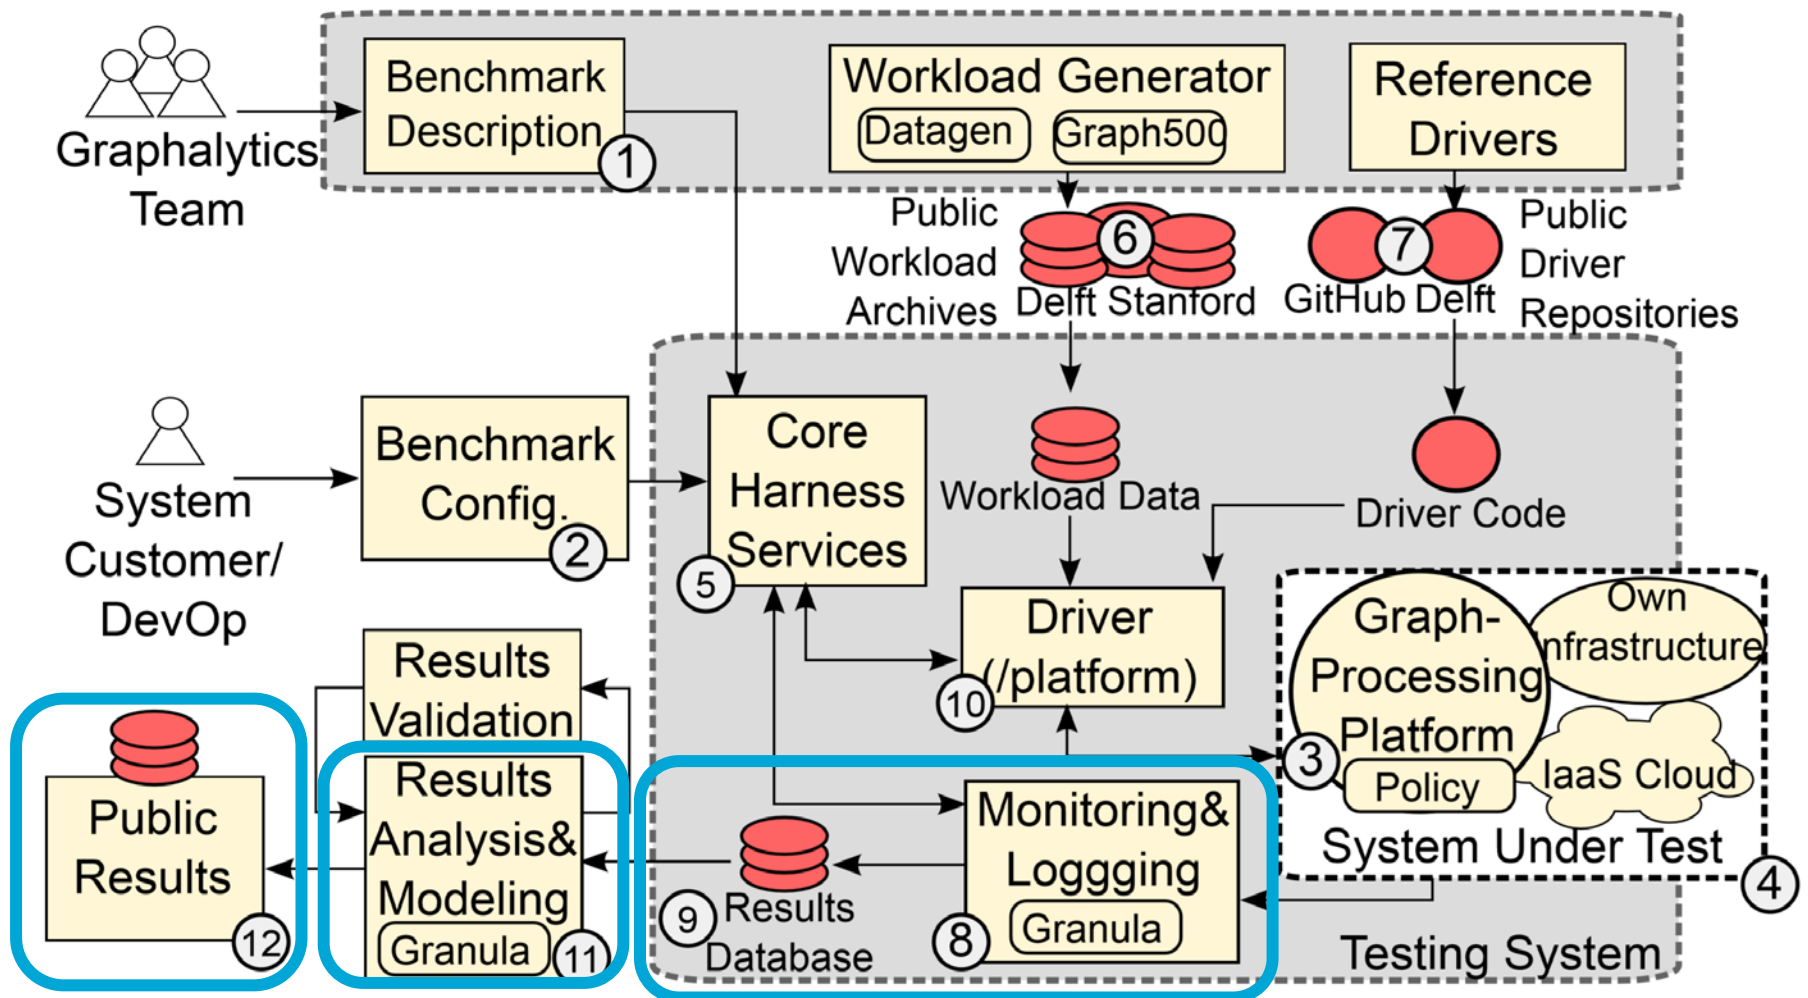 Graphalytics
Team
Benchmark
Description
1
Workload Generator
Datagen
Graph500
Reference
Drivers
Public
Workload
Archives
6
Delft Stanford
7
GitHub Delft
Public
Driver
Repositories
System
Customer/
DevOp
Benchmark
Config.
2
Core
Harness
Services
5
Workload Data
Driver Code
Driver
(/platform)
10
Graph-
Processing
Platform
3
Policy
Own
Infrastructure
IaaS Cloud
System Under Test
4
Results
Validation
Public
Results
12
Results
Analysis&
Modeling
Granula
11
9
Results
Database
Monitoring&
Loggging
Granula
8
Testing System